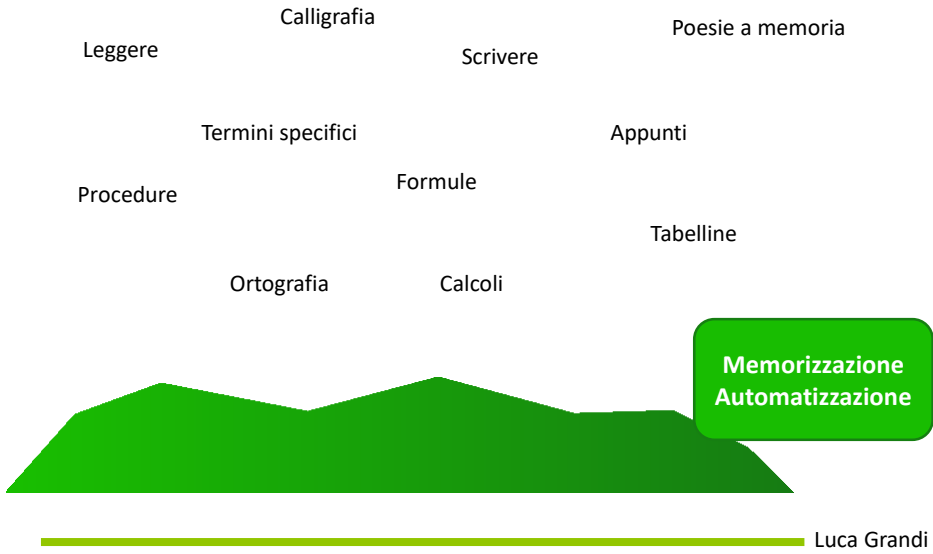 Calligrafia
Poesie a memoria
Leggere
Scrivere
Termini specifici
Appunti
Formule
Procedure
Tabelline
Ortografia
Calcoli
Memorizzazione
Automatizzazione
Luca Grandi